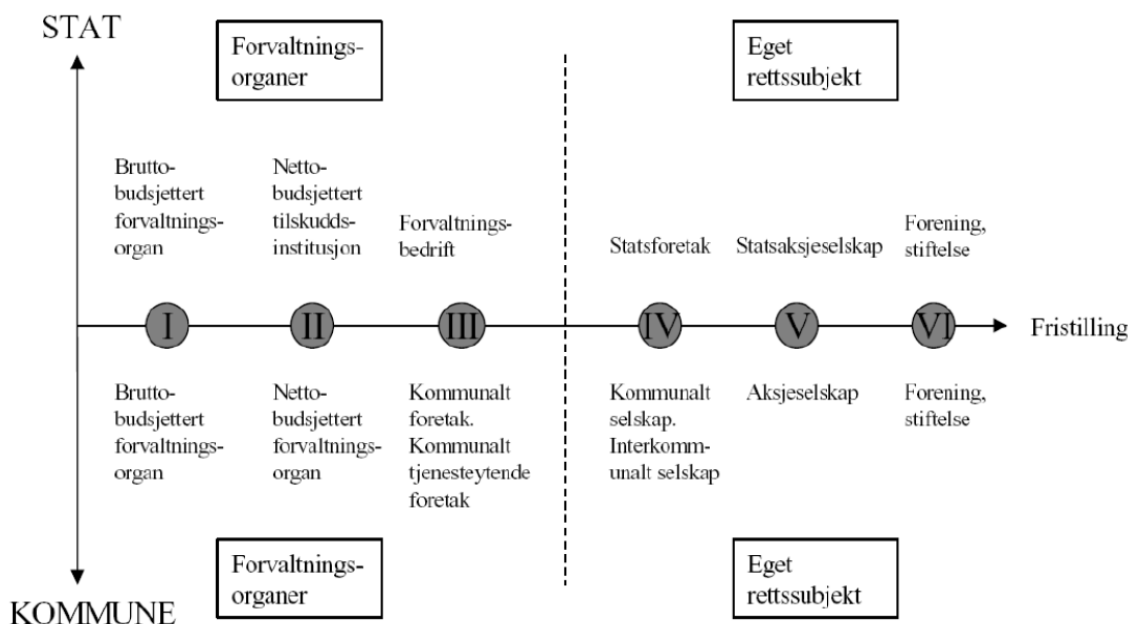 STAT
Forvaltnings-
organer
Eget
rettssubjekt
Brutto-
budsjettert
forvaltnings-
organ
Netto-
budsjettert
tilskudds-
institusjon
Forvaltnings-
bedrift
Statsforetak
Statsaksjeselskap
Forening,
stiftelse
I
II
III
IV
V
VI
Fristilling
Brutto-
budsjettert
forvaltnings-
organ
Netto-
budsjettert
forvaltnings-
organ
Kommunalt
foretak.
Kommunalt
tjenesteytende
foretak
Kommunalt
selskap.
Interkomm-
unalt selskap
Aksjeselskap
Forening,
stiftelse
Forvaltnings-
organer
Eget
rettssubjekt
KOMMUNE